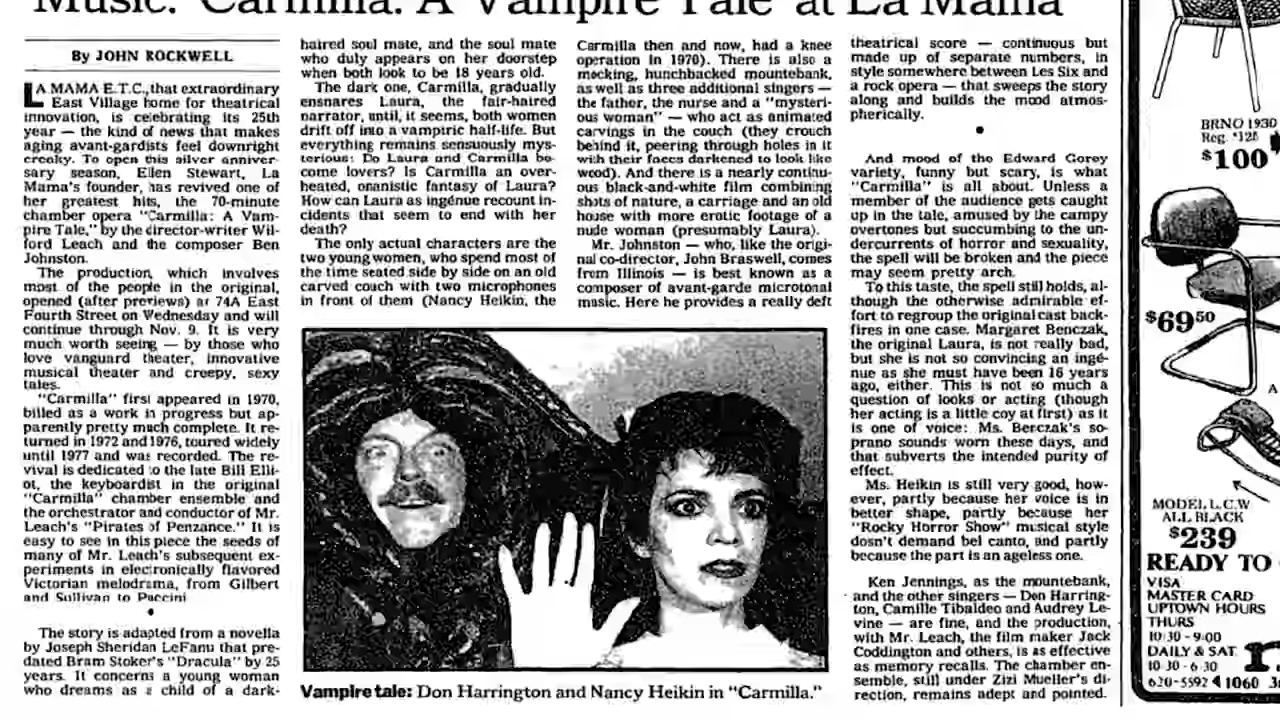 Music: 'Carmilla: A Vampire Tale' at La Mama
By JOHN ROCKWELL
LA MAMA E.T.C., that extraordinary
East Village home for theatrical
innovation, is celebrating its 25th
year — the kind of news that makes
aging avant-gardists feel downright
creaky. To open this silver anniver-
sary season, Ellen Stewart, La
Mama's founder, has revived one of
her greatest hits, the 70-minute
chamber opera "Carmilla: A Vam-
pire Tale," by the director-writer Wil-
ford Leach and the composer Ben
Johnston.
The production, which involves
most of the people in the original,
opened (after previews) at 74A East
Fourth Street on Wednesday and will
continue through Nov. 9. It is very
much worth seeing — by those who
love vanguard theater, innovative
musical theater and creepy, sexy
tales.
"Carmilla" first appeared in 1970,
billed as a work in progress but ap-
parently pretty much complete. It re-
turned in 1972 and 1976, toured widely
until 1977 and was recorded. The re-
vival is dedicated to the late Bill Elli-
ot, the keyboardist in the original
"Carmilla" chamber ensemble and
the orchestrator and conductor of Mr.
Leach's "Pirates of Penzance." It is
easy to see in this piece the seeds of
many of Mr. Leach's subsequent ex-
periments in electronically flavored
Victorian melodrama, from Gilbert
and Sullivan to Puccini
The story is adapted from a novella
by Joseph Sheridan LeFanu that pre-
dated Bram Stoker's "Dracula" by 25
years. It concerns a young woman
who dreams as a child of a dark-
haired soul mate, and the soul mate
who duly appears on her doorstep
when both look to be 18 years old.
The dark one, Carmilla, gradually
ensnares Laura, the fair-haired
narrator, until, it seems, both women
drift off into a vampiric half-life. But
everything remains sensuously mys-
terious: Do Laura and Carmilla be-
come lovers? Is Carmilla an over-
heated, onanistic fantasy of Laura?
How can Laura as ingénue recount in-
cidents that seem to end with her
death?
The only actual characters are the
two young women, who spend most of
the time seated side by side on an old
carved couch with two microphones
in front of them (Nancy Heikin, the
Carmilla then and now, had a knee
operation in 1970). There is also a
mocking, hunchbacked mountebank,
as well as three additional singers —
the father, the nurse and a "mysteri-
ous woman" — who act as animated
carvings in the couch (they crouch
behind it, peering through holes in it
with their faces darkened to look like
wood). And there is a nearly continu-
ous black-and-white film combining
shots of nature, a carriage and an old
house with more erotic footage of a
nude woman (presumably Laura).
Mr. Johnston — who, like the origi-
nal co-director, John Braswell, comes
from Illinois — is best known as a
composer of avant-garde microtonal
music. Here he provides a really deft
theatrical score — continuous but
made up of separate numbers, in
style somewhere between Les Six and
a rock opera — that sweeps the story
along and builds the mood atmos-
pherically.
And mood of the Edward Gorey
variety, funny but scary, is what
"Carmilla" is all about. Unless a
member of the audience gets caught
up in the tale, amused by the campy
overtones but succumbing to the un-
dercurrents of horror and sexuality,
the spell will be broken and the piece
may seem pretty arch.
To this taste, the spell still holds, al-
though the otherwise admirable ef-
fort to regroup the original cast back-
fires in one case. Margaret Benczak,
the original Laura, is not really bad,
but she is not so convincing an ingé-
nue as she must have been 16 years
ago, either. This is not so much a
question of looks or acting (though
her acting is a little coy at first) as it
is one of voice: Ms. Berczak's so-
prano sounds worn these days, and
that subverts the intended purity of
effect.
Ms. Heikin is still very good, how-
ever, partly because her voice is in
better shape, partly because her
"Rocky Horror Show" musical style
dosn't demand bel canto, and partly
because the part is an ageless one.
Ken Jennings, as the mountebank,
and the other singers — Don Harring-
ton, Camille Tibaldeo and Audrey Le-
vine — are fine, and the production,
with Mr. Leach, the film maker Jack
Coddington and others, is as effective
as memory recalls. The chamber en-
semble, still under Zizi Mueller's di-
rection, remains adept and pointed.
Vampire tale: Don Harrington and Nancy Heikin in "Carmilla."
BRNO 1930
Reg. $125
$100
$69 50
A
MODEL L.C.W
ALL BLACK
$239
READY TO
VISA
MASTER CARD
UPTOWN HOURS
THURS
10:30 - 9:00
DAILY & SAT.
10:30 - 6:30
620-5592 1060